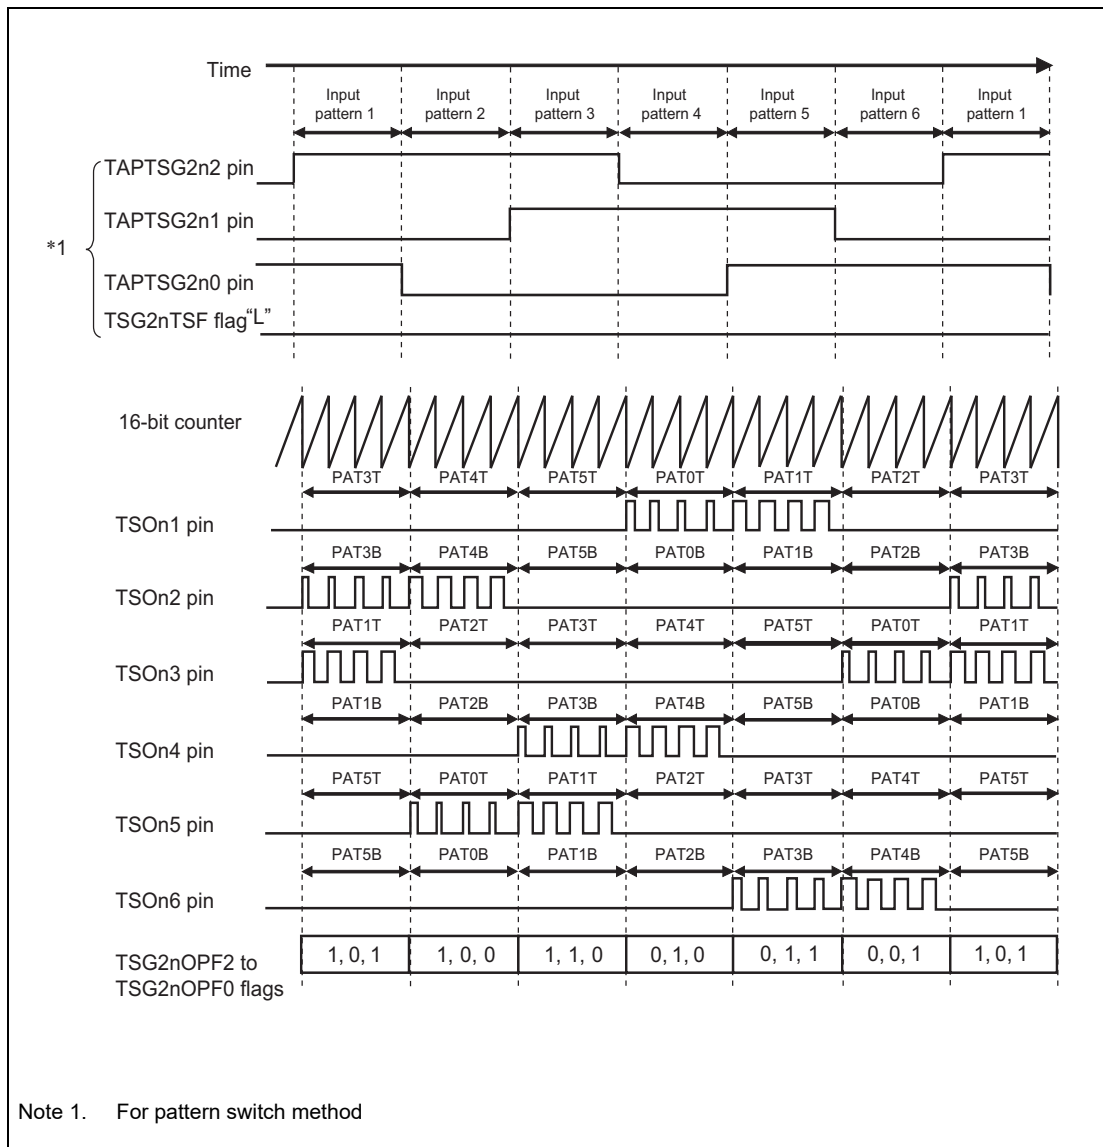 Time
Input pattern 1 Input pattern 2 Input pattern 3 Input pattern 4 Input pattern 5 Input pattern 6 Input pattern 1
TAPTSG2n2 pin
TAPTSG2n1 pin
*1
TAPTSG2n0 pin
TSG2nTSF flag "L"
16-bit counter
PAT3T PAT4T PAT5T PAT0T PAT1T PAT2T PAT3T
TSOn1 pin
PAT3B PAT4B PAT5B PAT0B PAT1B PAT2B PAT3B
TSOn2 pin
PAT1T PAT2T PAT3T PAT4T PAT5T PAT0T PAT1T
TSOn3 pin
PAT1B PAT2B PAT3B PAT4B PAT5B PAT0B PAT1B
TSOn4 pin
PAT5T PAT0T PAT1T PAT2T PAT3T PAT4T PAT5T
TSOn5 pin
PAT5B PAT0B PAT1B PAT2B PAT3B PAT4B PAT5B
TSOn6 pin
TSG2nOPF2 to
TSG2nOPF0 flags
1, 0, 1 1, 0, 0 1, 1, 0 0, 1, 0 0, 1, 1 0, 0, 1 1, 0, 1
Note 1. For pattern switch method